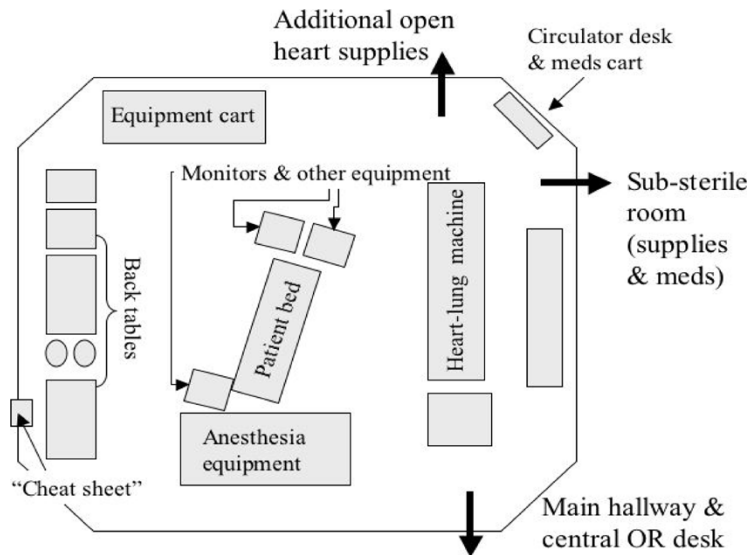 Additional open
heart supplies
Circulator desk
& meds cart
Equipment cart
Monitors & other equipment
Sub-sterile
room
(supplies
& meds)
Back tables
Patient bed
Heart-lung machine
Anesthesia
equipment
“Cheat sheet”
Main hallway &
central OR desk